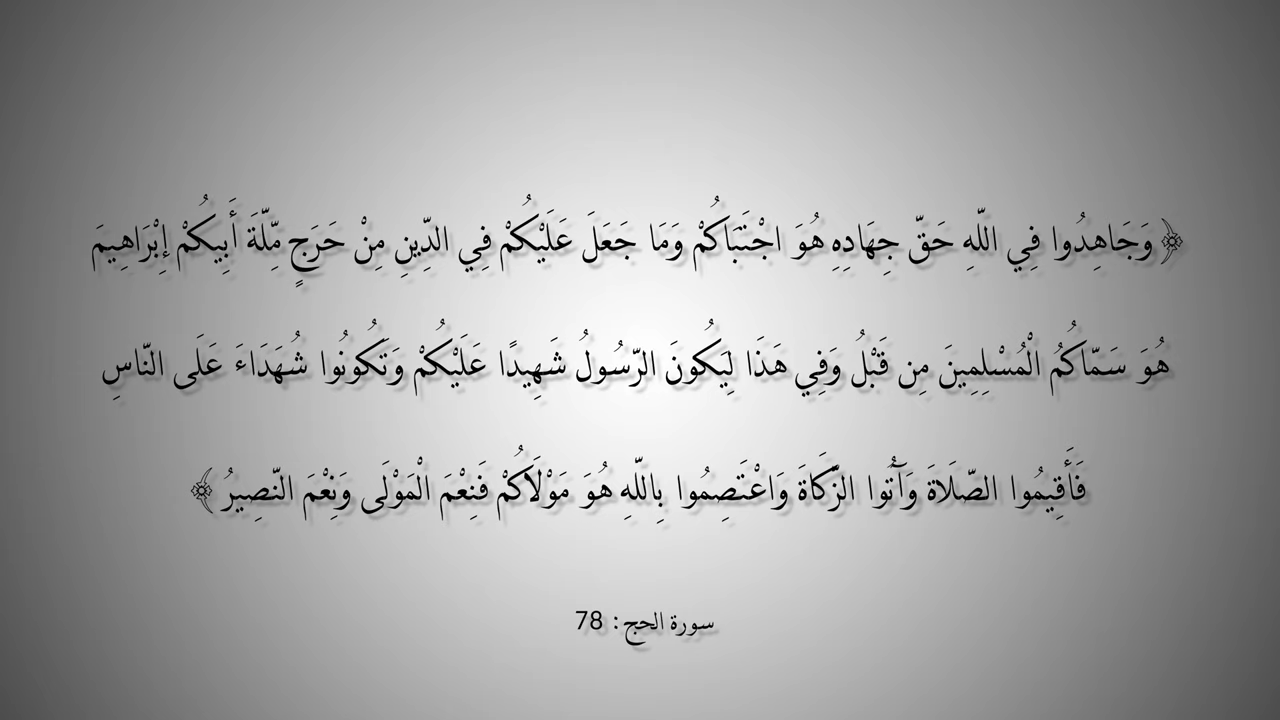 ﴿وَجَاهِدُوا فِي اللَّهِ حَقَّ جِهَادِهِ هُوَ اجْتَبَاكُمْ وَمَا جَعَلَ عَلَيْكُمْ فِي الدِّينِ مِنْ حَرَجٍ مِّلَّةَ أَبِيكُمْ إِبْرَاهِيمَ
هُوَ سَمَّاكُمُ الْمُسْلِمِينَ مِن قَبْلُ وَفِي هَذَا لِيَكُونَ الرَّسُولُ شَهِيدًا عَلَيْكُمْ وَتَكُونُوا شُهَدَاءَ عَلَى النَّاسِ
فَأَقِيمُوا الصَّلَاةَ وَآتُوا الزَّكَاةَ وَاعْتَصِمُوا بِاللَّهِ هُوَ مَوْلَاكُمْ فَنِعْمَ الْمَوْلَى وَنِعْمَ النَّصِيرُ﴾
سورة الحج: 78